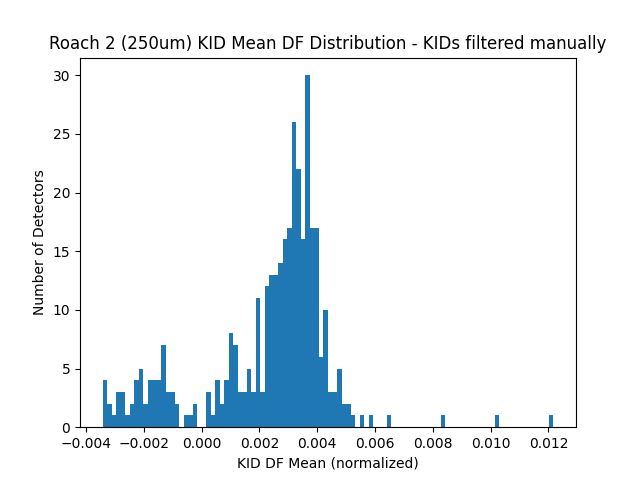 Roach 2 (250um) KID Mean DF Distribution - KIDs filtered manually
30
25
20
15
10
5
0
Number of Detectors
−0.004 −0.002 0.000 0.002 0.004 0.006 0.008 0.010 0.012
KID DF Mean (normalized)